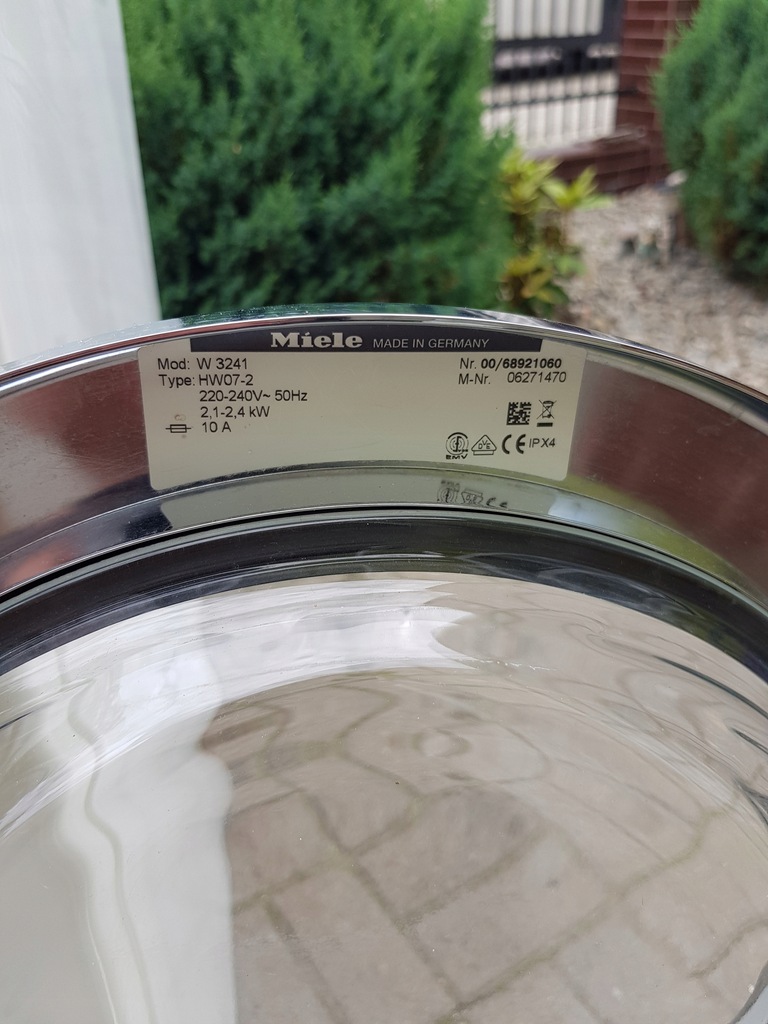 Miele MADE IN GERMANY
Mod: W 3241
Nr. 00/68921060
Type: HW07-2
M-Nr. 06271470
220-240V~ 50Hz
2,1-2,4 kW
10 A
EMV
DVE
CE IPX4